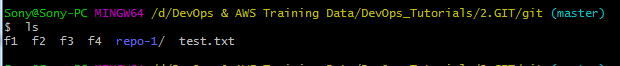 Sony@Sony-PC MINGW64 /d/DevOps & AWS Training Data/DevOps_Tutorials/2.GIT/git (master)
$ ls
f1 f2 f3 f4 repo-1/ test.txt